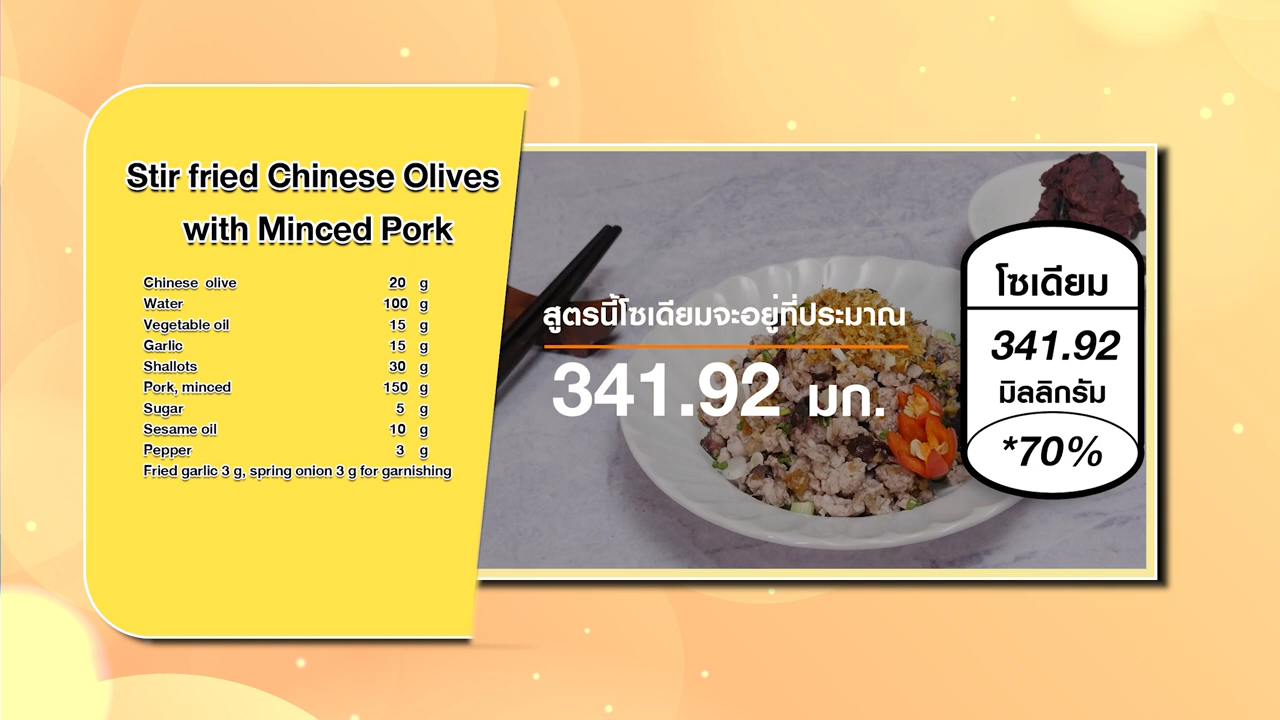 Stir fried Chinese Olives
with Minced Pork
Chinese olive 20 g
Water 100 g
Vegetable oil 15 g
Garlic 15 g
Shallots 30 g
Pork, minced 150 g
Sugar 5 g
Sesame oil 10 g
Pepper 3 g
Fried garlic 3 g, spring onion 3 g for garnishing
สูตรนี้โซเดียมจะอยู่ที่ประมาณ
341.92 มก.
โซเดียม
341.92
มิลลิกรัม
*70%